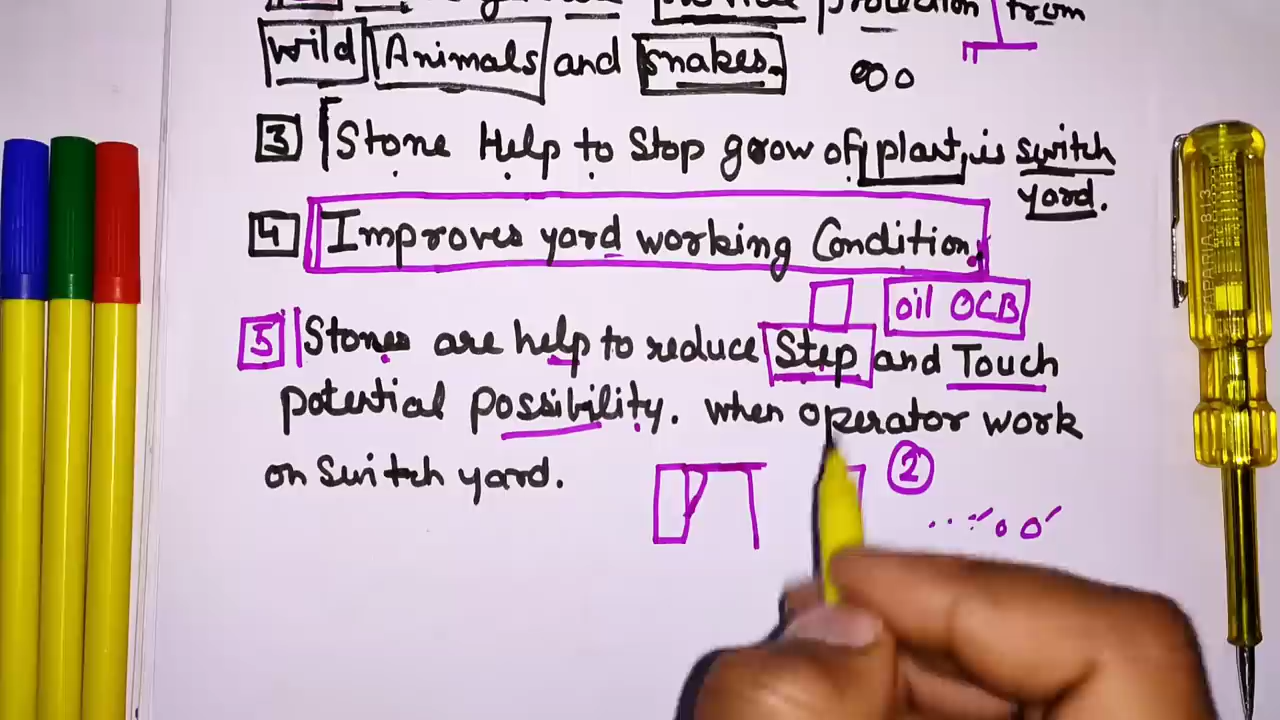 protection from
wild Animals and snakes.
3 Stone Help to Stop grow of plant is switch
yard.
4 Improves yard working Condition.
oil OCB
5 Stones are help to reduce Step and Touch
potential possibility. when operator work
on Switch yard.
2